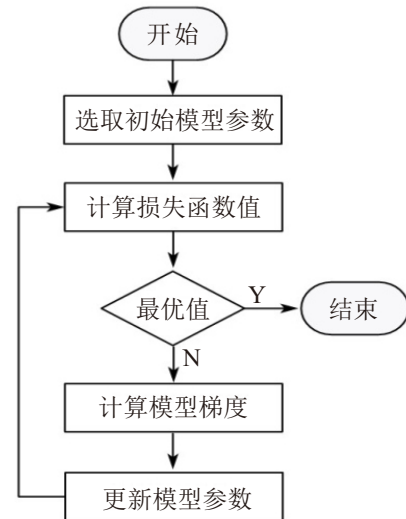 开始
选取初始模型参数
计算损失函数值
最优值
Y
结束
N
计算模型梯度
更新模型参数